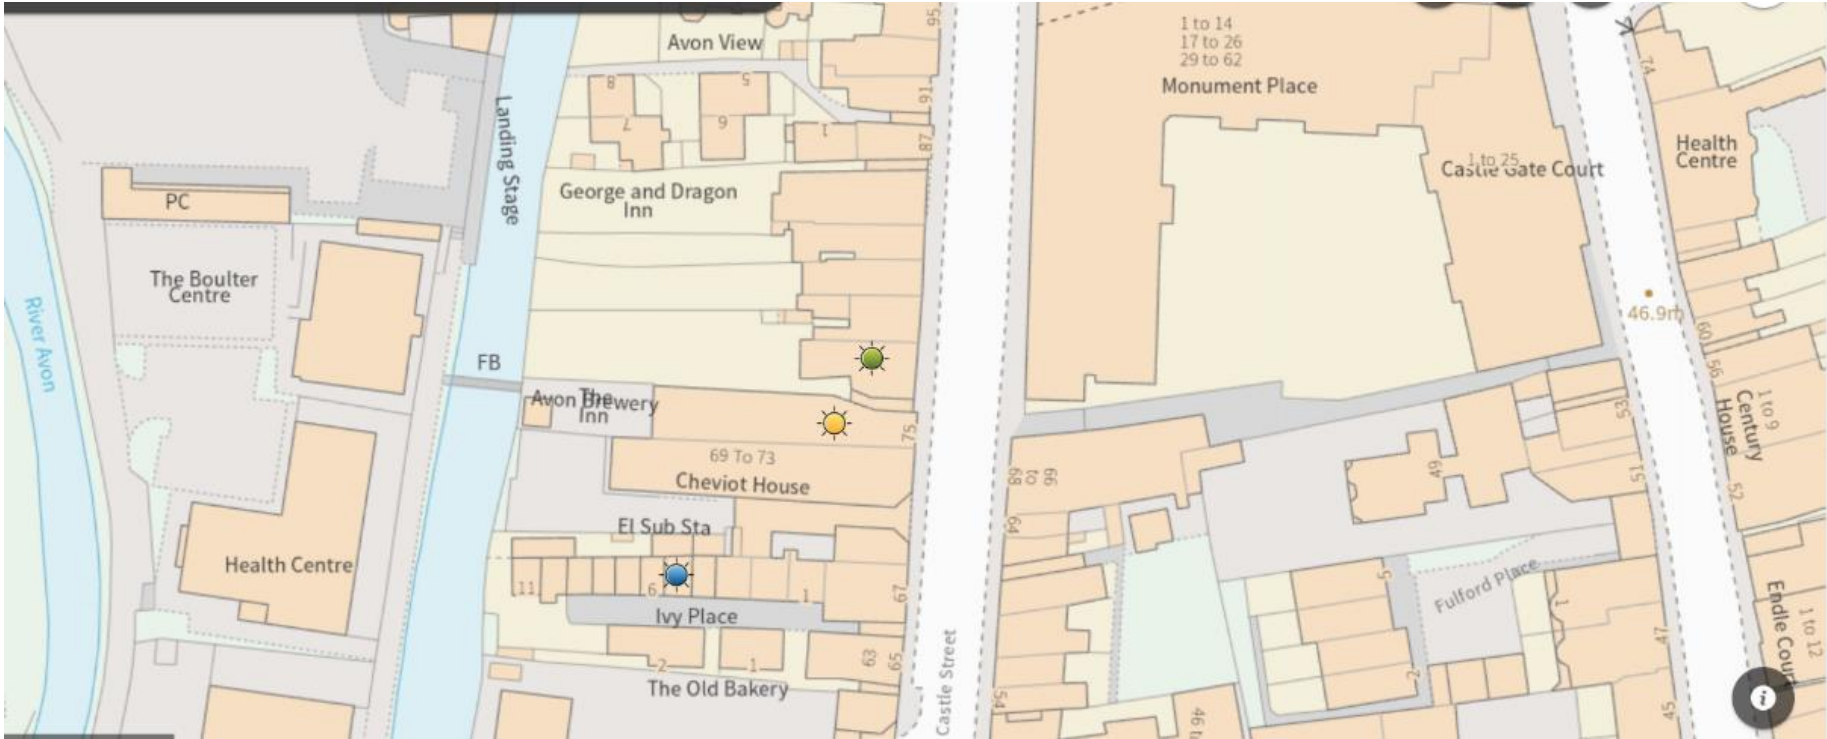 95
1 to 14
17 to 26
29 to 62
Monument Place
Avon View
74
8
5
91
7
6
1
87
Landing Stage
Health
Centre
1 to 25
Castle Gate Court
George and Dragon
Inn
PC
The Boulter
Centre
River Avon
46.9m
60
FB
56
1 to 9
Century
House
The
Avon Brewery
Inn
75
53
69 To 73
Cheviot House
66
to
68
49
51
52
El Sub Sta
64
Health Centre
11
6
1
67
Ivy Place
5
Fulford Place
1
Endle Court
1 to 12
47
2
1
63
65
The Old Bakery
Castle Street
54
2
46 t
45
i